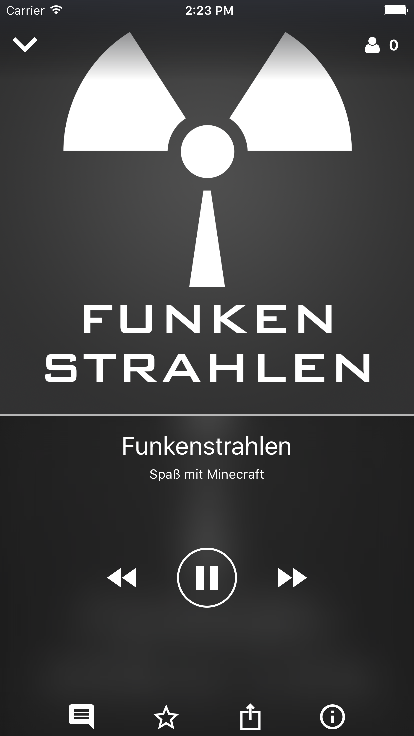 Carrier 2:23 PM
0
FUNKEN
STRAHLEN
Funkenstrahlen
Spaß mit Minecraft